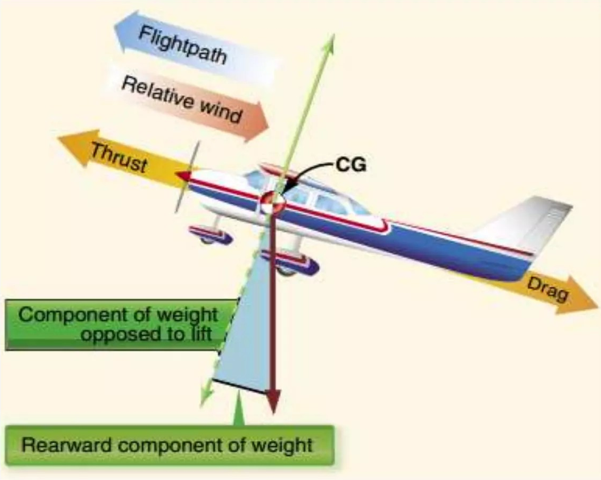 Flightpath
Relative wind
Thrust
CG
Drag
Component of weight
opposed to lift
Rearward component of weight